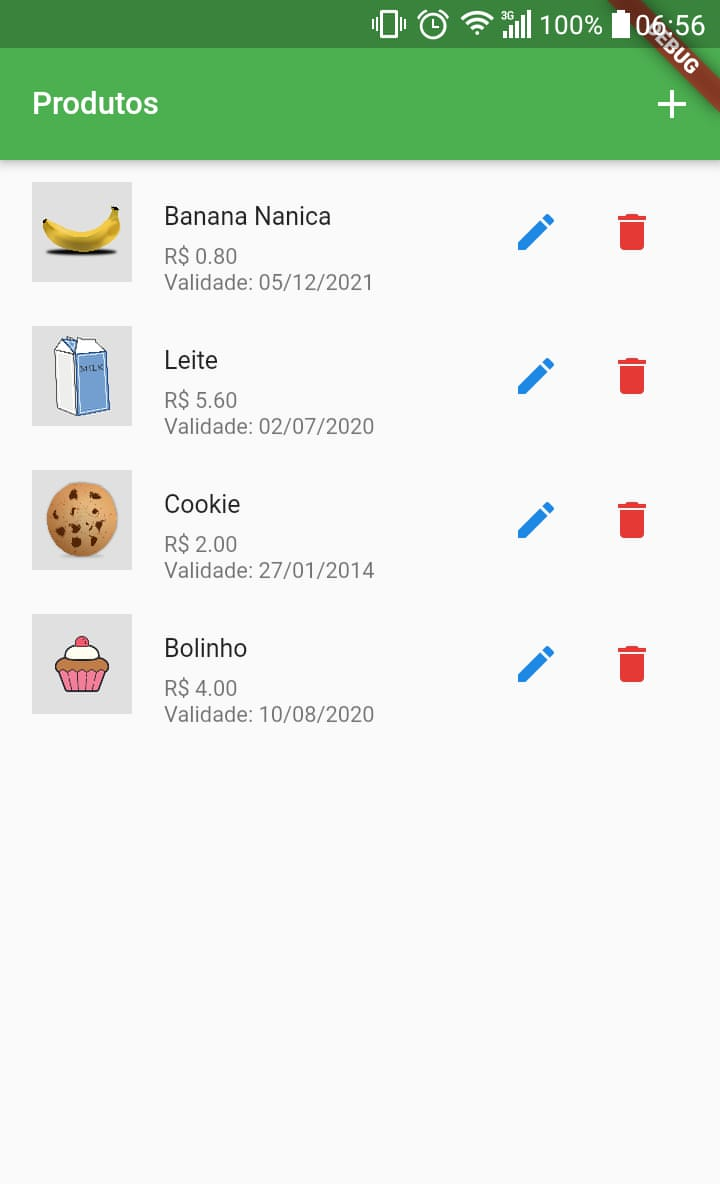 3G 100% 06:56
DEBUG
Produtos
Banana Nanica
R$ 0.80
Validade: 05/12/2021
MILK
Leite
R$ 5.60
Validade: 02/07/2020
Cookie
R$ 2.00
Validade: 27/01/2014
Bolinho
R$ 4.00
Validade: 10/08/2020